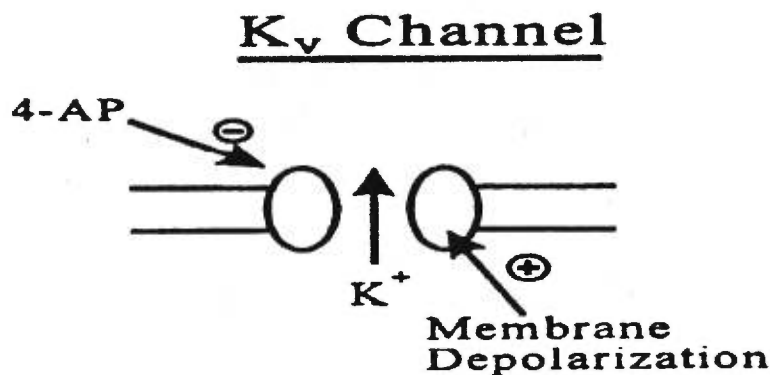 Kv Channel
4-AP
⊖
K+
⊕
Membrane
Depolarization